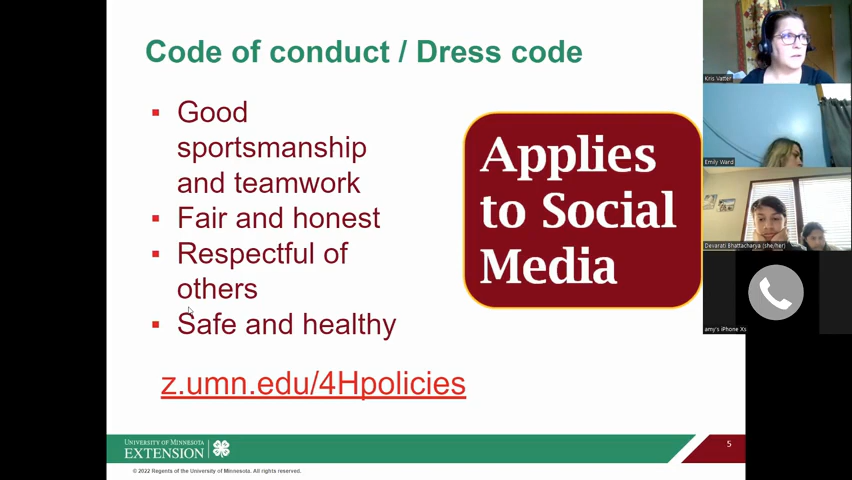 Code of conduct / Dress code
▪ Good
sportsmanship
and teamwork
▪ Fair and honest
▪ Respectful of
others
▪ Safe and healthy
z.umn.edu/4Hpolicies
Applies
to Social
Media
UNIVERSITY OF MINNESOTA
EXTENSION
5
© 2022 Regents of the University of Minnesota. All rights reserved.
Kris Vatter
Emily Ward
Devarati Bhattacharya (she/her)
amy's iPhone Xs